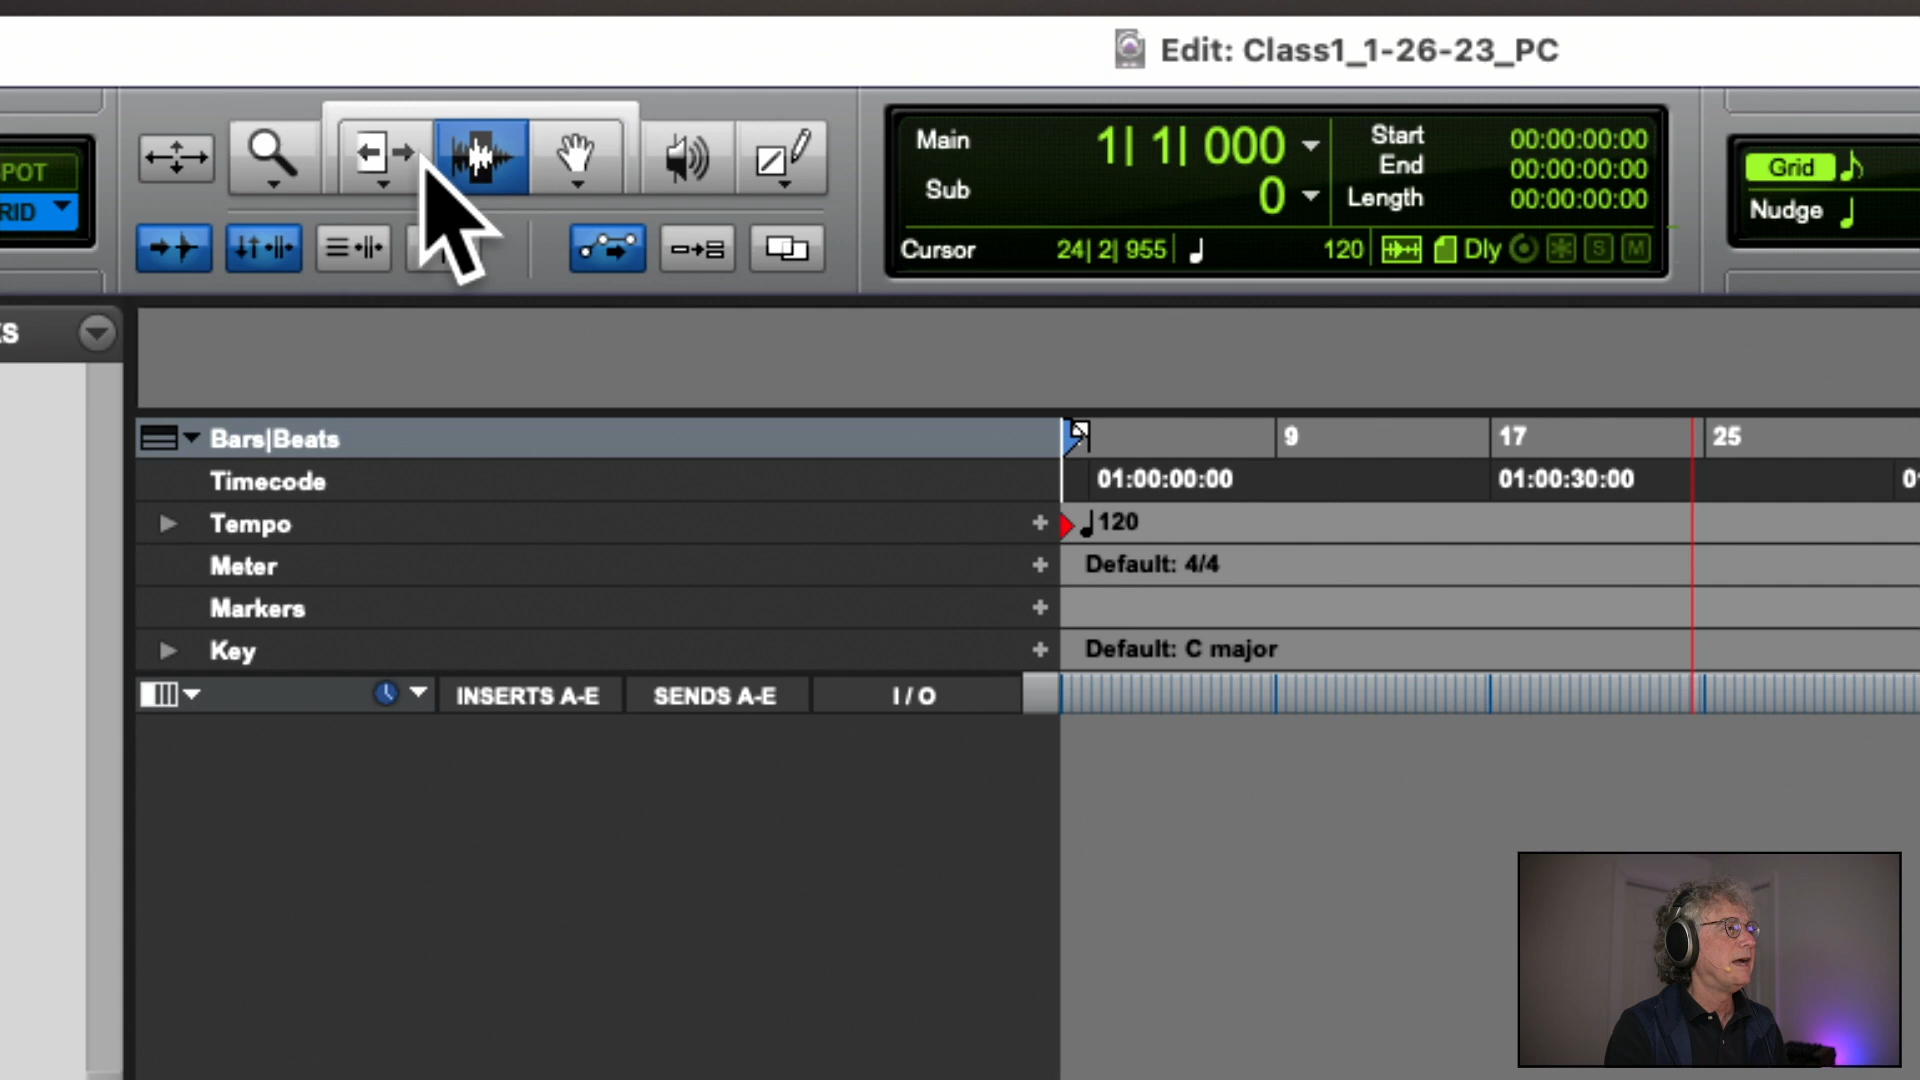 Edit: Class1_1-26-23_PC
POT
RID
Main 1| 1| 000
Sub 0
Start 00:00:00:00
End 00:00:00:00
Length 00:00:00:00
Cursor 24| 2| 955 120 Dly S M
Grid
Nudge
S
Bars|Beats 9 17 25
Timecode 01:00:00:00 01:00:30:00 0
Tempo + 120
Meter + Default: 4/4
Markers +
Key + Default: C major
INSERTS A-E SENDS A-E I / O